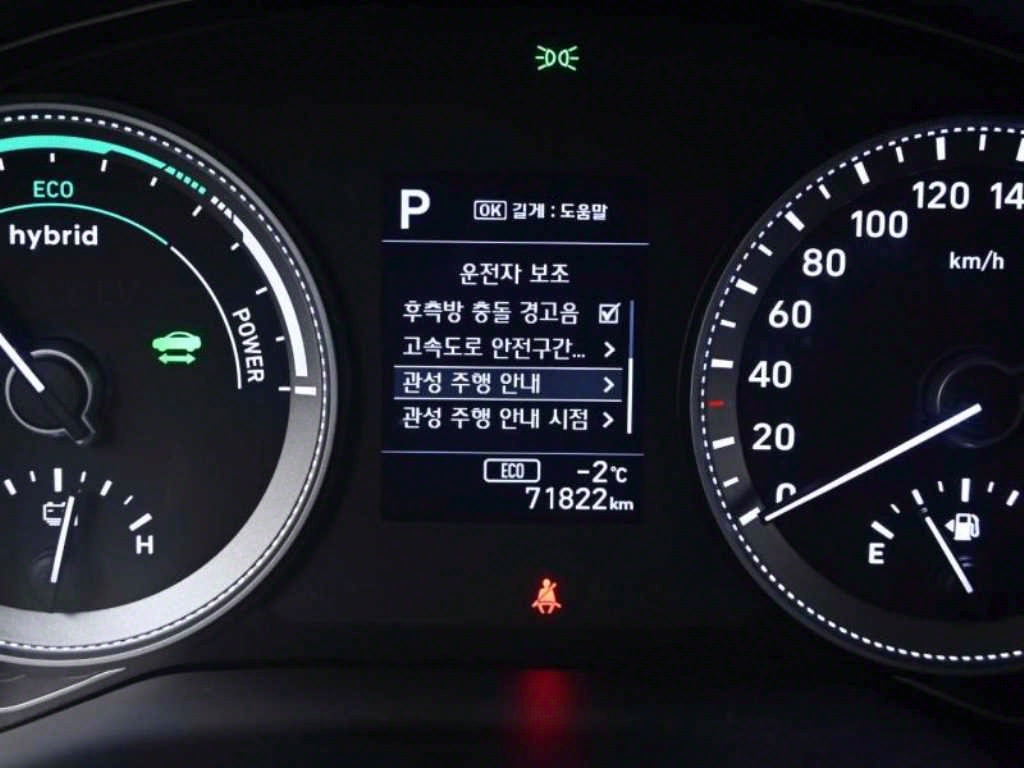 P OK 길게 : 도움말
운전자 보조
후측방 충돌 경고음
고속도로 안전구간...
관성 주행 안내
관성 주행 안내 시점
ECO -2℃
71822km
ECO
hybrid
POWER
H
0
20
40
60
80
100
120
km/h
E